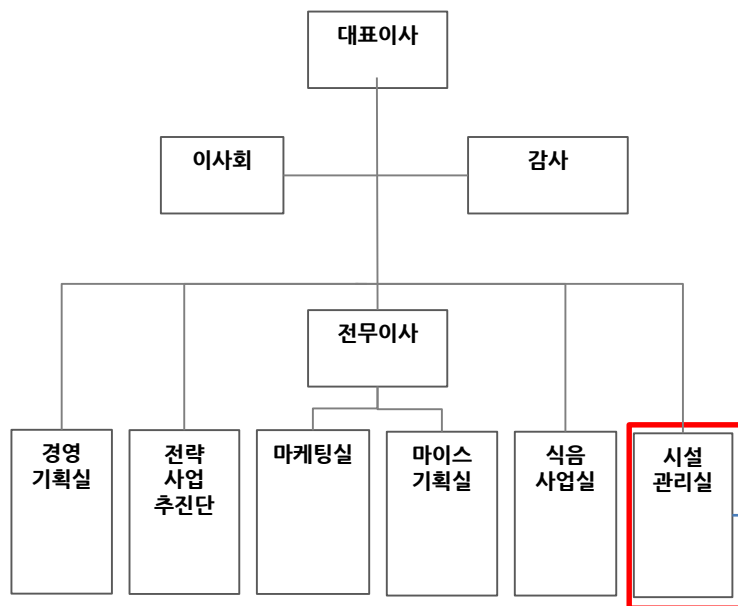 대표이사
이사회
감사
전무이사
경영
기획실
전략
사업
추진단
마케팅실
마이스
기획실
식음
사업실
시설
관리실